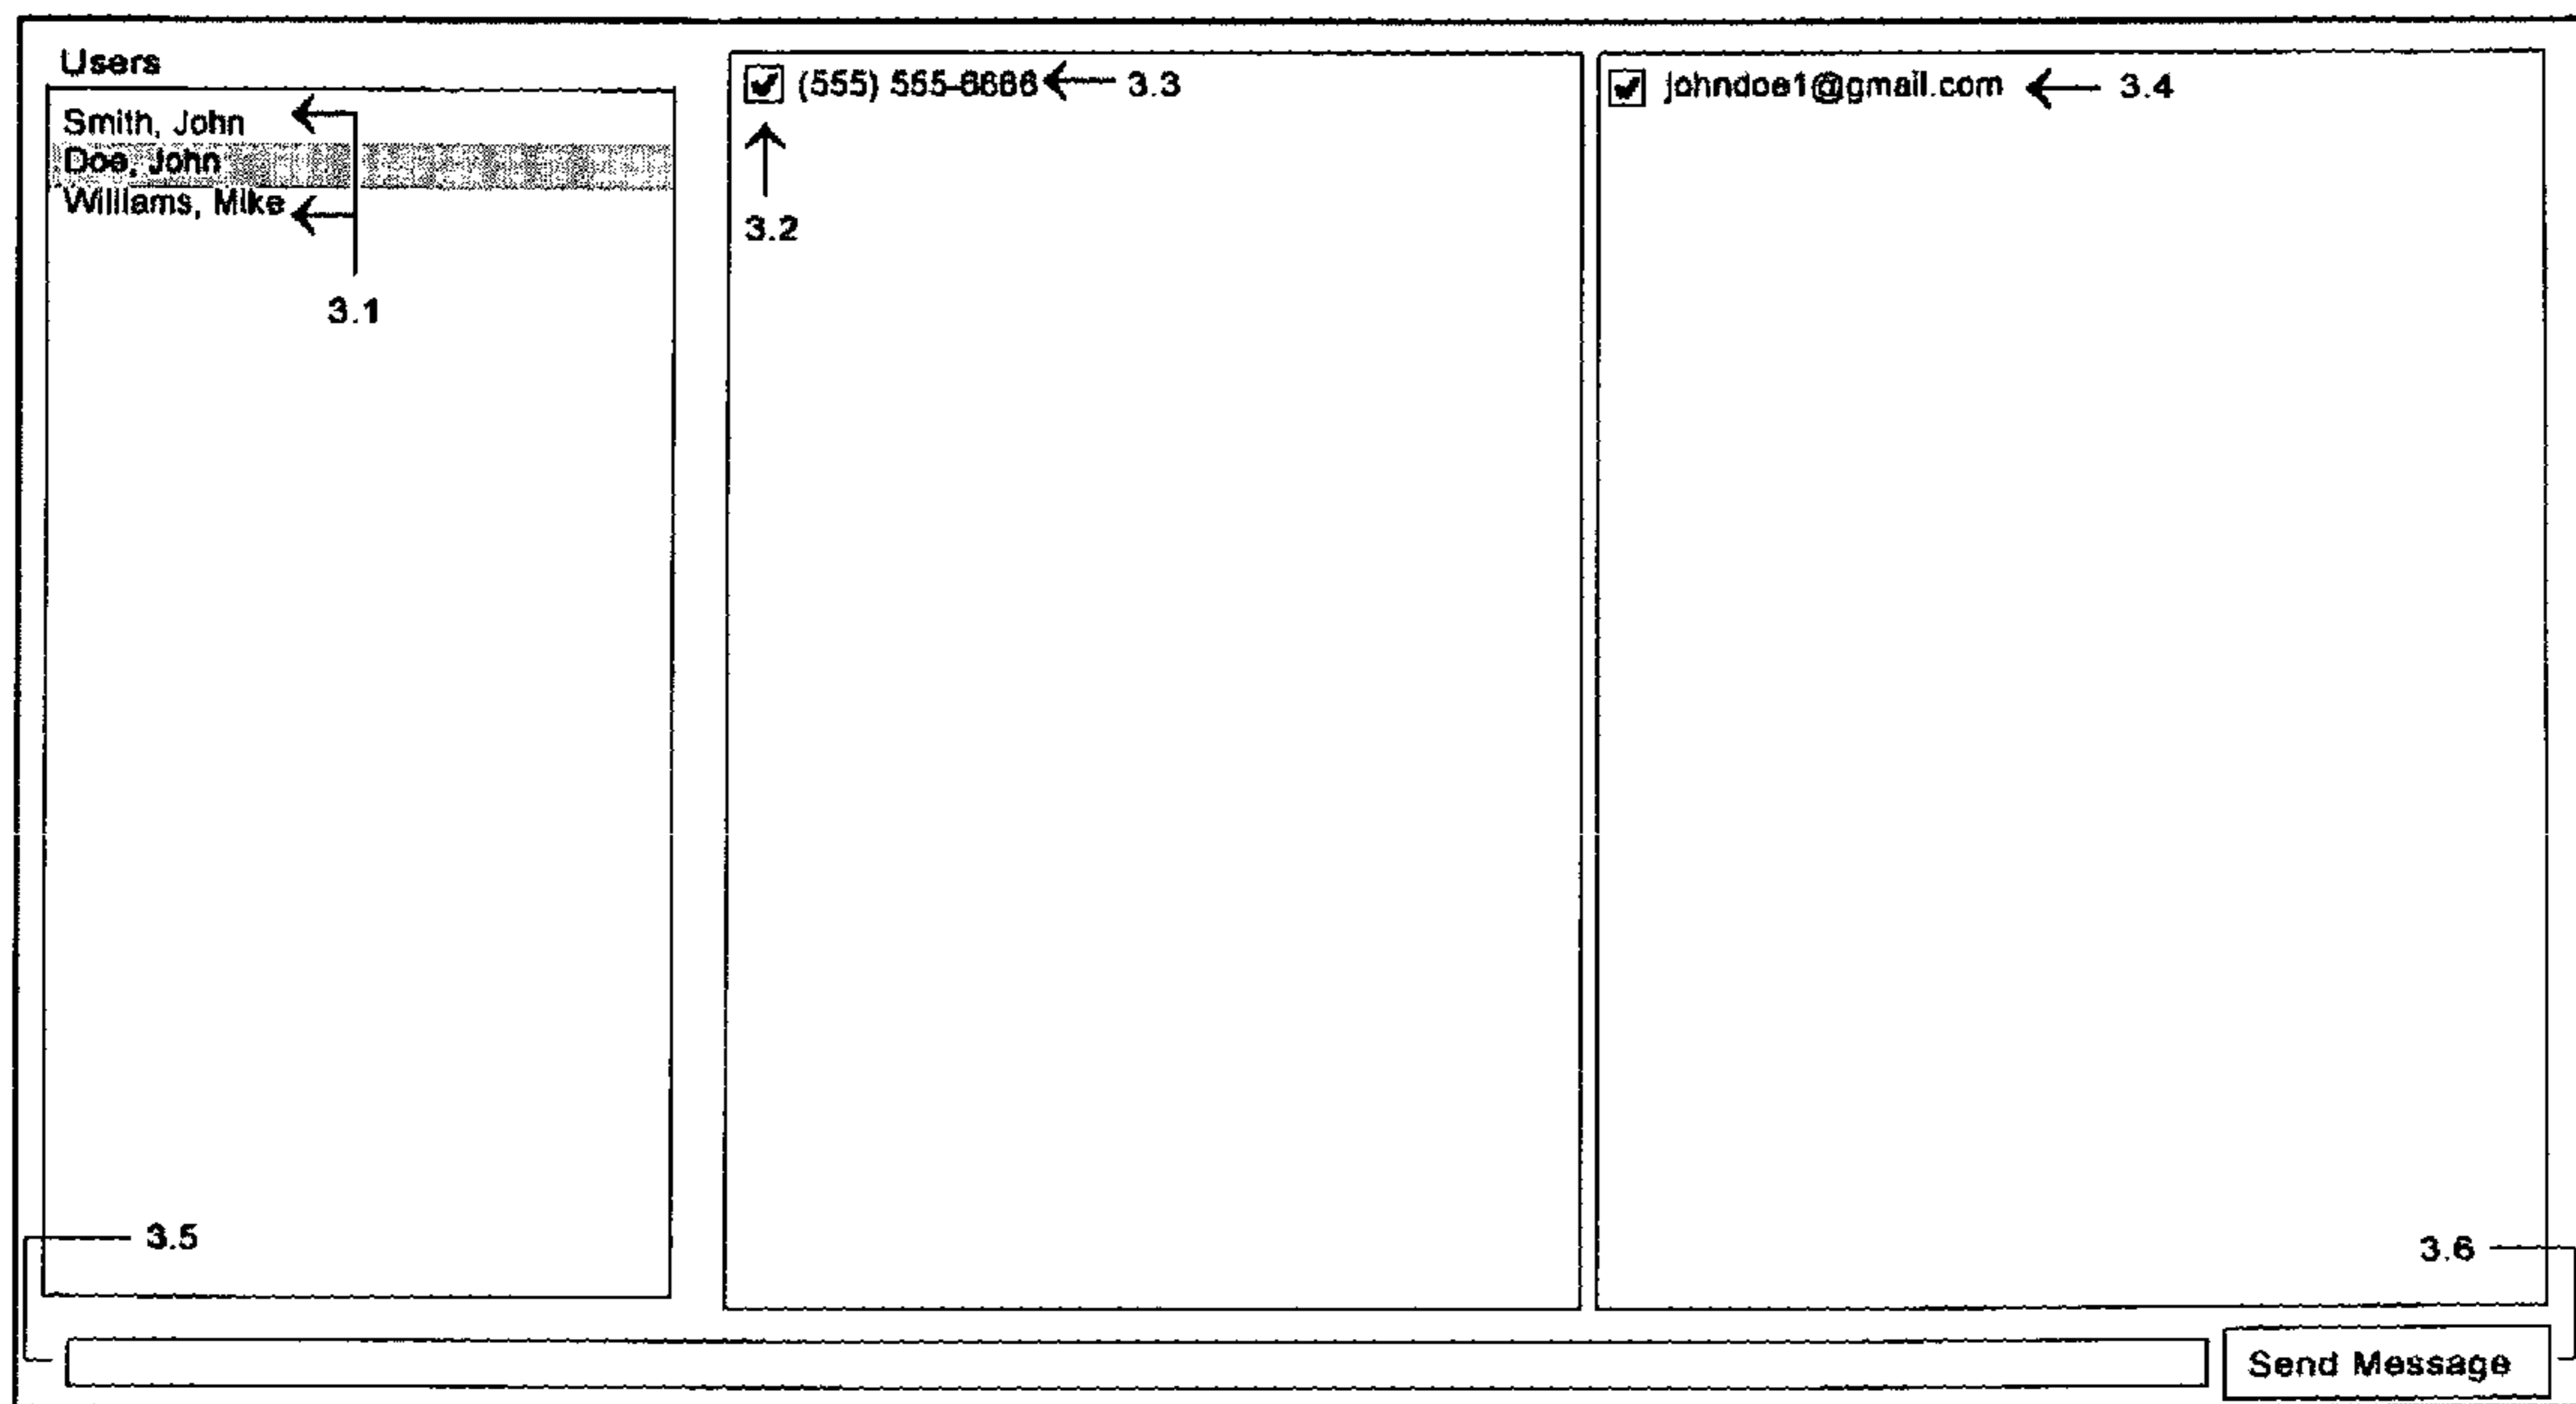 Users
Smith, John
Doe, John
Williams, Mike
3.1
(555) 555-6666
3.3
3.2
johndoe1@gmail.com
3.4
3.5
3.6
Send Message